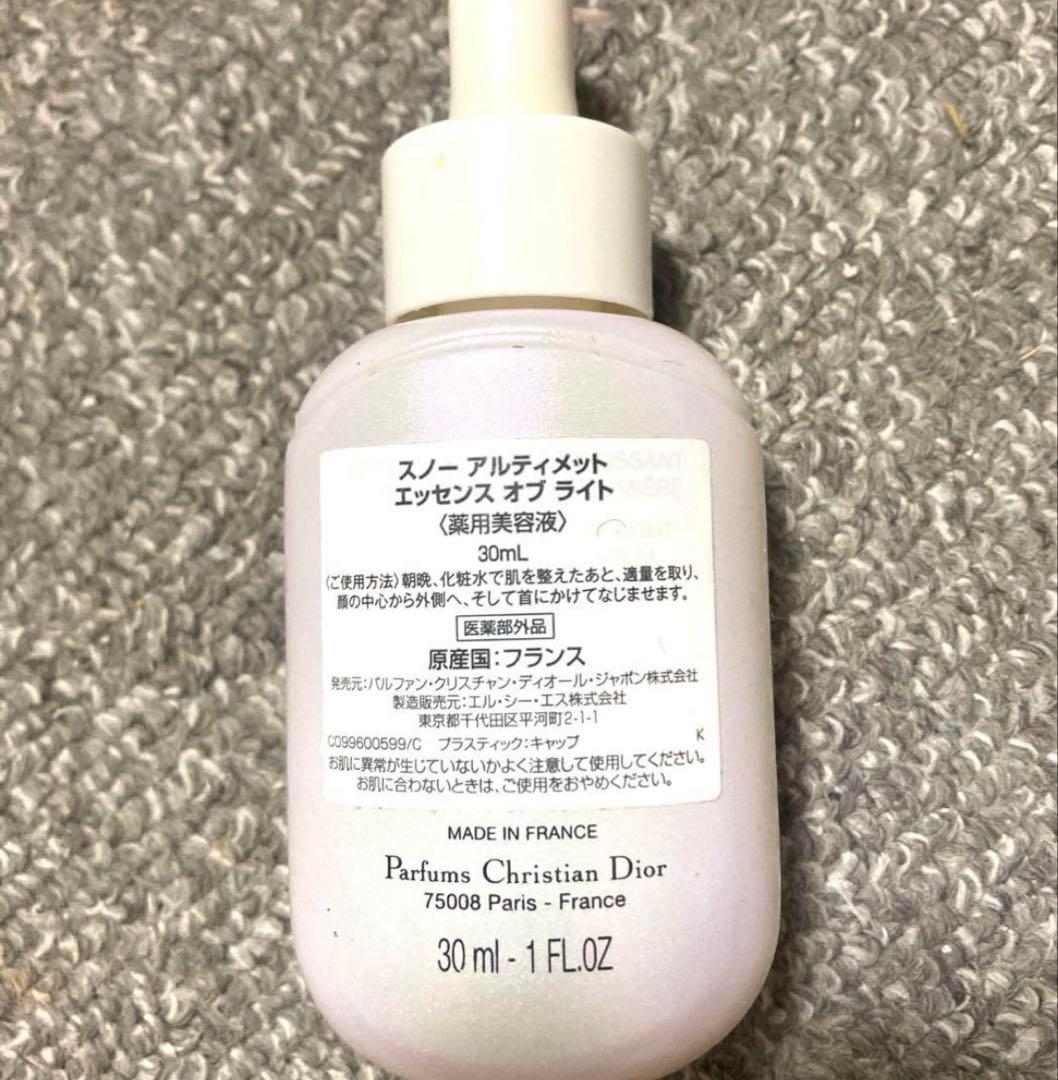 スノー アルティメット
エッセンス オブ ライト
〈薬用美容液〉
30mL
〈ご使用方法〉朝晩、化粧水で肌を整えたあと、適量を取り、
顔の中心から外側へ、そして首にかけてなじませます。
医薬部外品
原産国：フランス
発売元：パルファン・クリスチャン・ディオール・ジャポン株式会社
製造販売元：エル・シー・エス株式会社
東京都千代田区平河町2-1-1
C099600599/C プラスティック：キャップ K
お肌に異常が生じていないかよく注意して使用してください。
お肌に合わないときは、ご使用をおやめください。
MADE IN FRANCE
Parfums Christian Dior
75008 Paris - France
30 ml - 1 FL.OZ